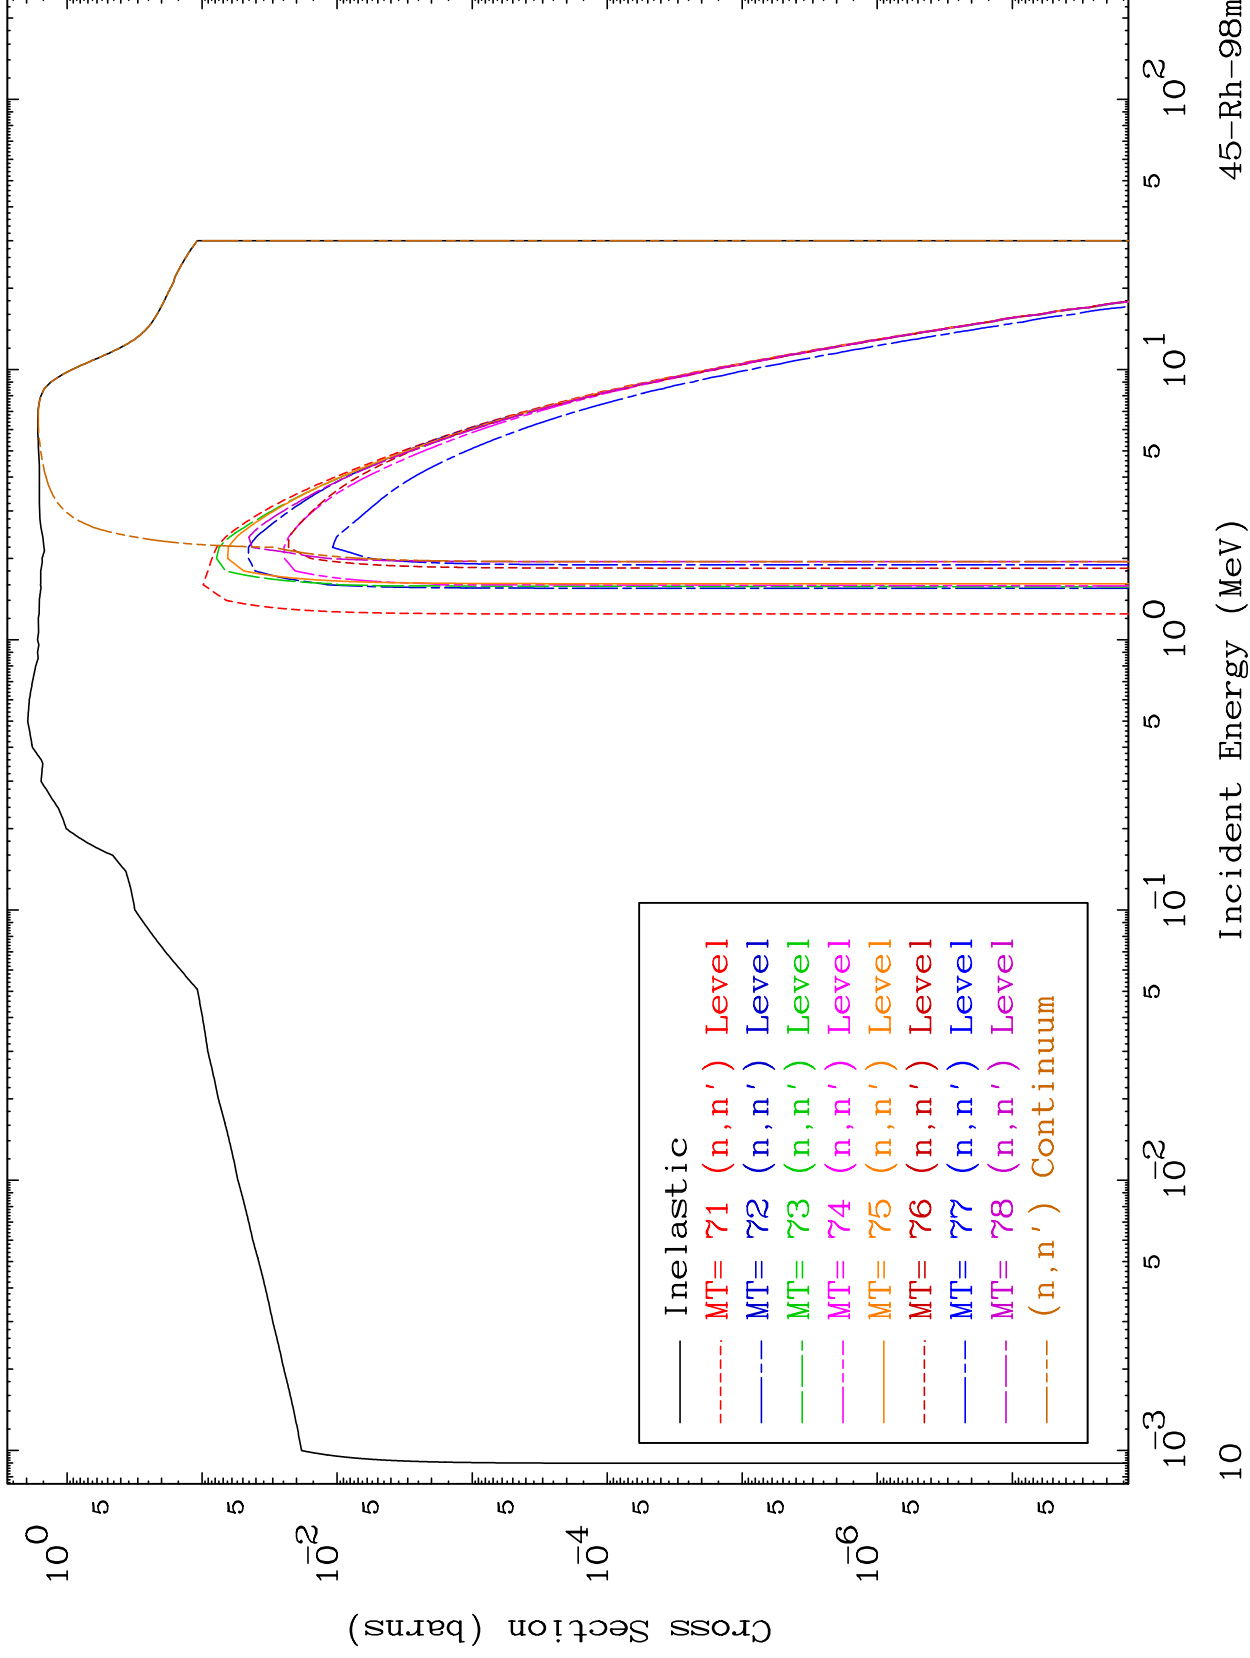 Cross Section (barns)
10^0
5
5
10^-2
5
5
10^-4
5
5
10^-6
5
5
Inelastic
MT= 71 (n,n') Level
MT= 72 (n,n') Level
MT= 73 (n,n') Level
MT= 74 (n,n') Level
MT= 75 (n,n') Level
MT= 76 (n,n') Level
MT= 77 (n,n') Level
MT= 78 (n,n') Level
(n,n') Continuum
10^-3 5 10^-2 5 10^-1 5 10^0 5 10^1 5 10^2
10 Incident Energy (MeV) 45-Rh-98m